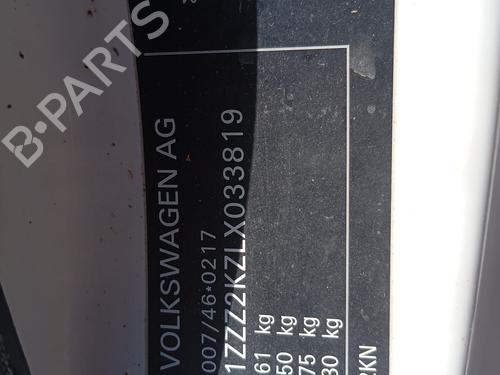 VOLKSWAGEN AG
007/46*0217
1ZZZ2KZLX033819
61 kg
50 kg
75 kg
30 kg
2KN
B-PARTS